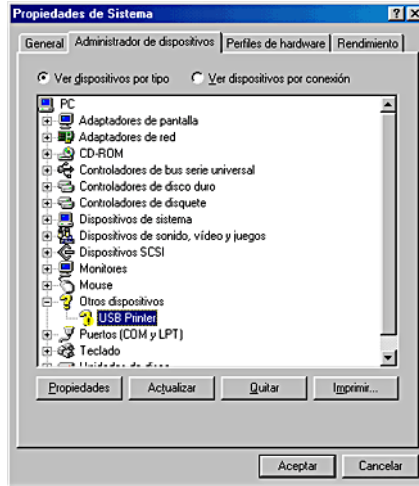 Propiedades de Sistema
General Administrador de dispositivos Perfiles de hardware Rendimiento
Ver dispositivos por tipo Ver dispositivos por conexión
PC
Adaptadores de pantalla
Adaptadores de red
CD-ROM
Controladores de bus serie universal
Controladores de disco duro
Controladores de disquete
Dispositivos de sistema
Dispositivos de sonido, vídeo y juegos
Dispositivos SCSI
Monitores
Mouse
Otros dispositivos
USB Printer
Puertos (COM y LPT)
Teclado
Unidades de disco
Propiedades Actualizar Quitar Imprimir...
Aceptar Cancelar